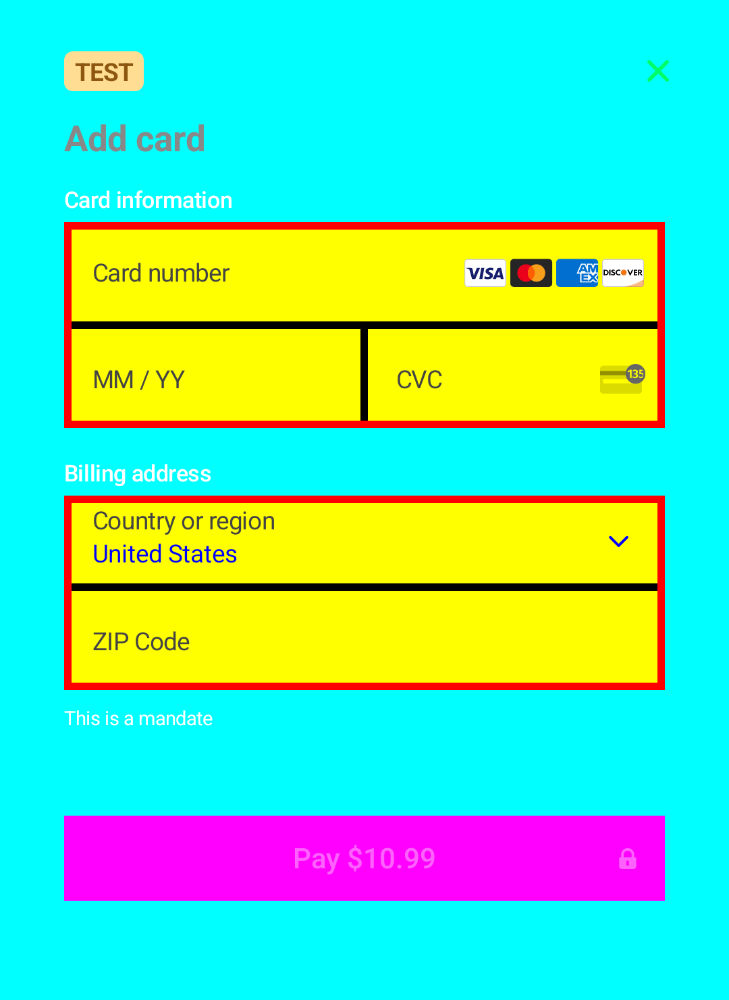 TEST
Add card
Card information
Card number VISA AM EX DISCOVER
MM / YY CVC 135
Billing address
Country or region
United States
ZIP Code
This is a mandate
Pay $10.99